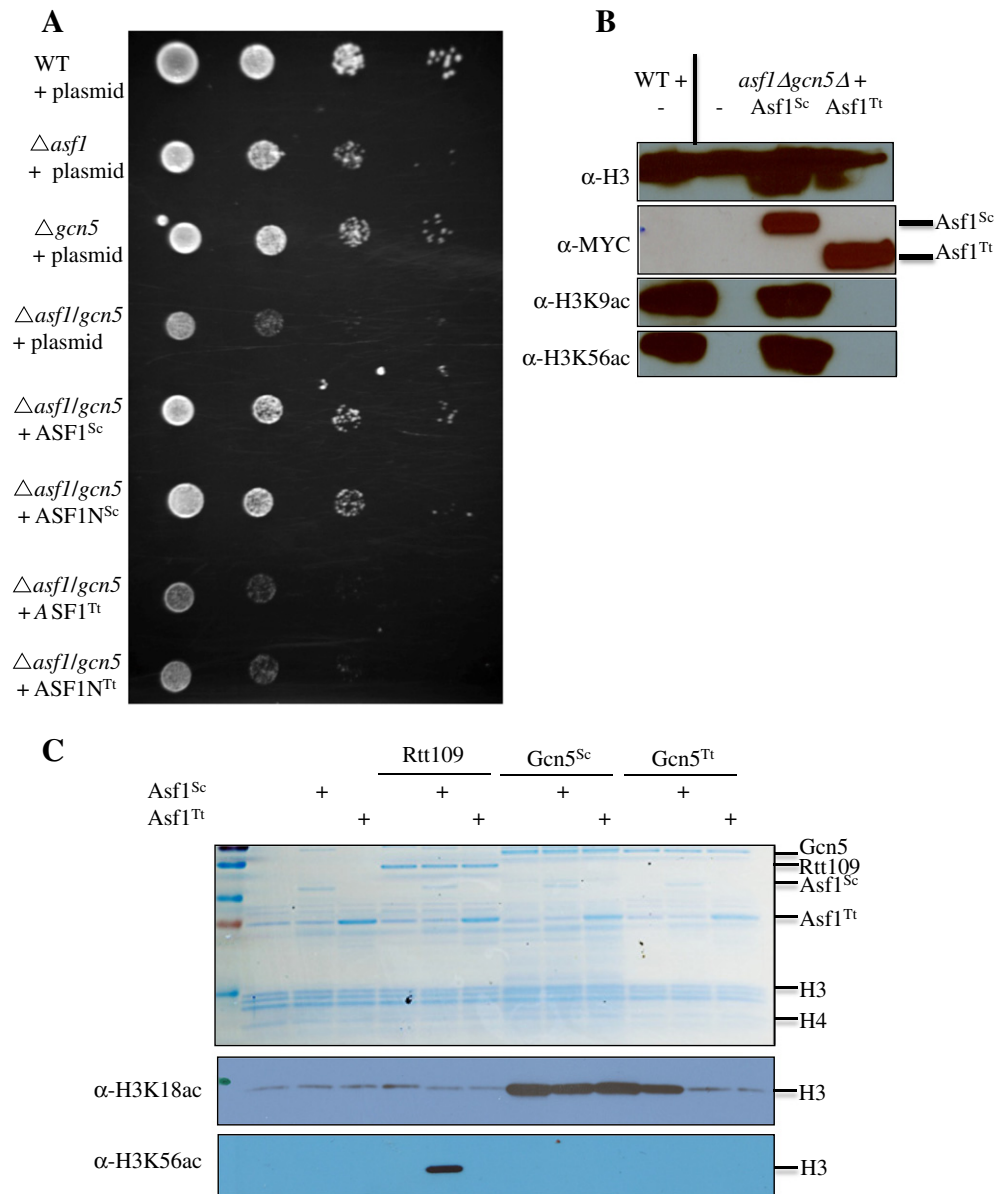 A
WT
+ plasmid
△asf1
+ plasmid
△gcn5
+ plasmid
△asf1/gcn5
+ plasmid
△asf1/gcn5
+ ASF1Sc
△asf1/gcn5
+ ASF1NSc
△asf1/gcn5
+ ASF1Tt
△asf1/gcn5
+ ASF1NTt
B
WT + asf1Δgcn5Δ +
- - Asf1Sc Asf1Tt
α-H3
α-MYC
Asf1Sc
Asf1Tt
α-H3K9ac
α-H3K56ac
C
Rtt109 Gcn5Sc Gcn5Tt
Asf1Sc + + + +
Asf1Tt + + + +
Gcn5
Rtt109
Asf1Sc
Asf1Tt
H3
H4
α-H3K18ac H3
α-H3K56ac H3